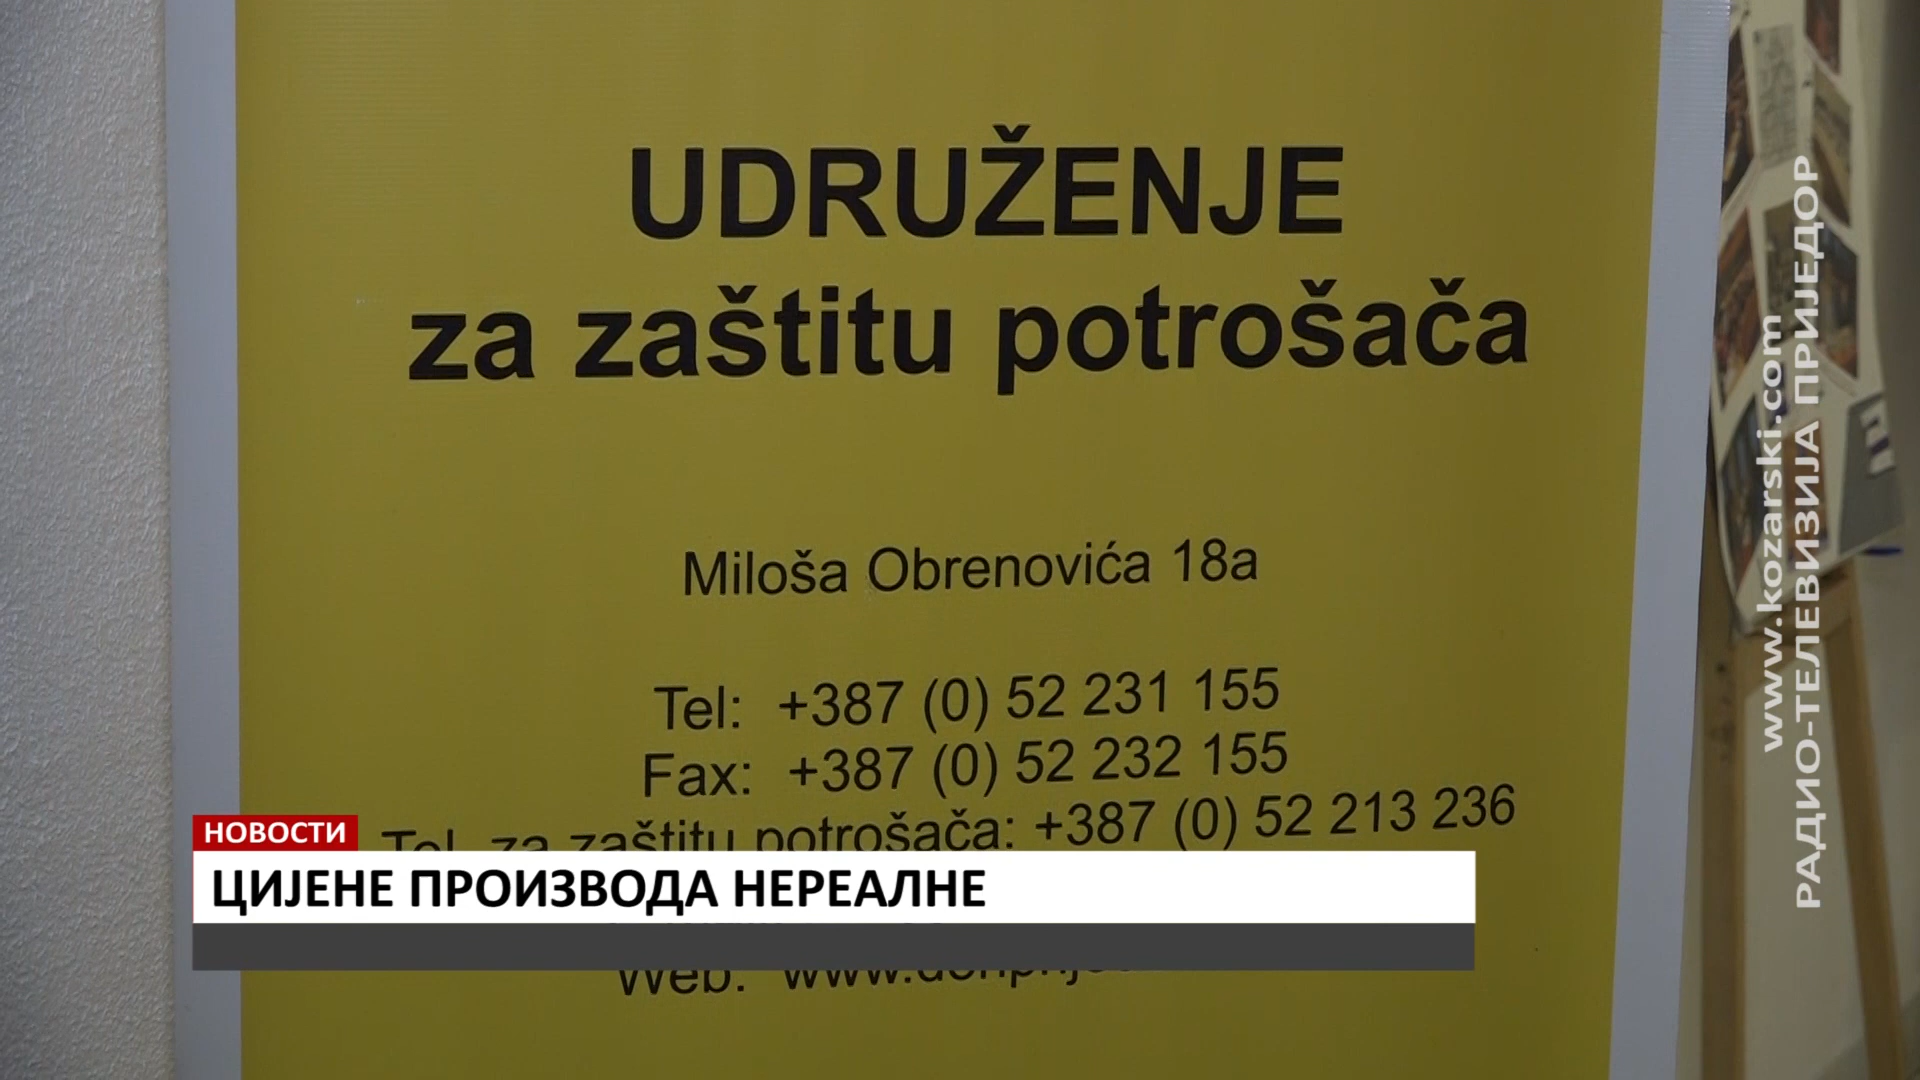 UDRUŽENJE
za zaštitu potrošača
Miloša Obrenovića 18a
Tel: +387 (0) 52 231 155
Fax: +387 (0) 52 232 155
Tel. za zaštitu potrošača: +387 (0) 52 213 236
НОВОСТИ
ЦИЈЕНЕ ПРОИЗВОДА НЕРЕАЛНЕ
Web:
www.kozarski.com
РАДИО-ТЕЛЕВИЗИЈА ПРИЈЕДОР